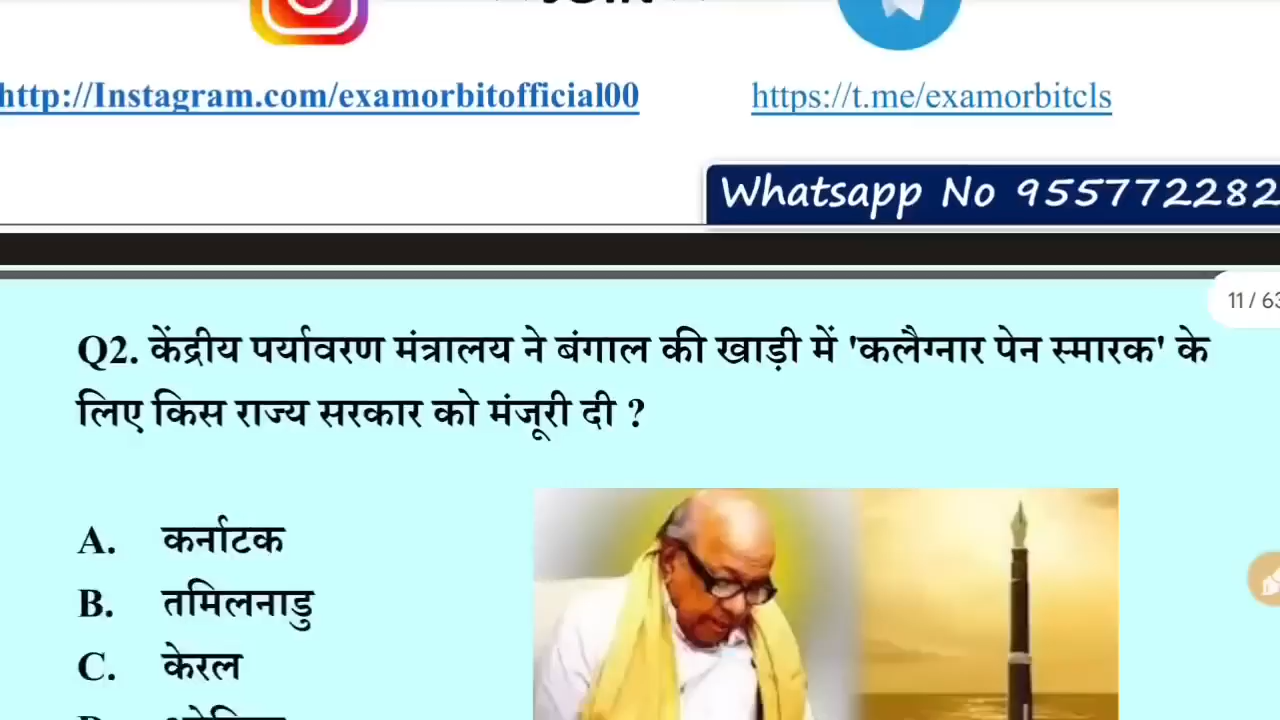 http://Instagram.com/examorbitofficial00
https://t.me/examorbitcls
Whatsapp No 955772282
11 / 63
Q2. केंद्रीय पर्यावरण मंत्रालय ने बंगाल की खाड़ी में 'कलैग्नार पेन स्मारक' के
लिए किस राज्य सरकार को मंजूरी दी ?
A. कर्नाटक
B. तमिलनाडु
C. केरल